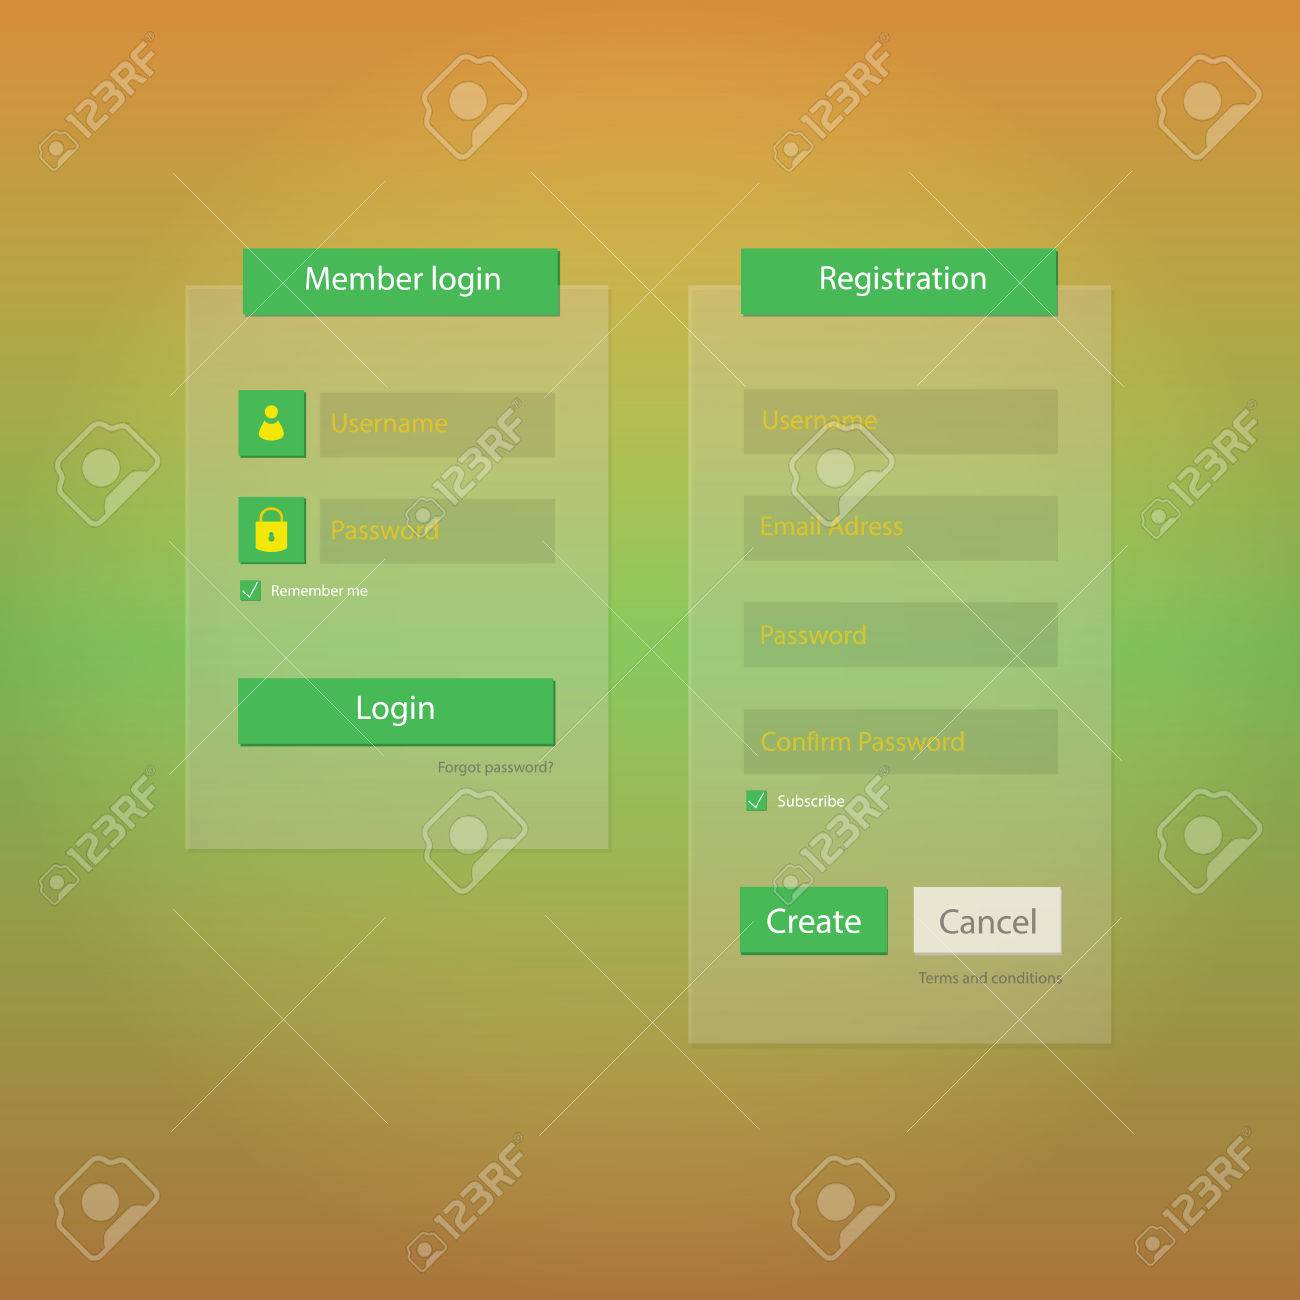 Member login
Username
Password
Remember me
Login
Forgot password?
Registration
Username
Email Adress
Password
Confirm Password
Subscribe
Create
Cancel
Terms and conditions
123RF
123RF
123RF
123RF
123RF
123RF
123RF
123RF